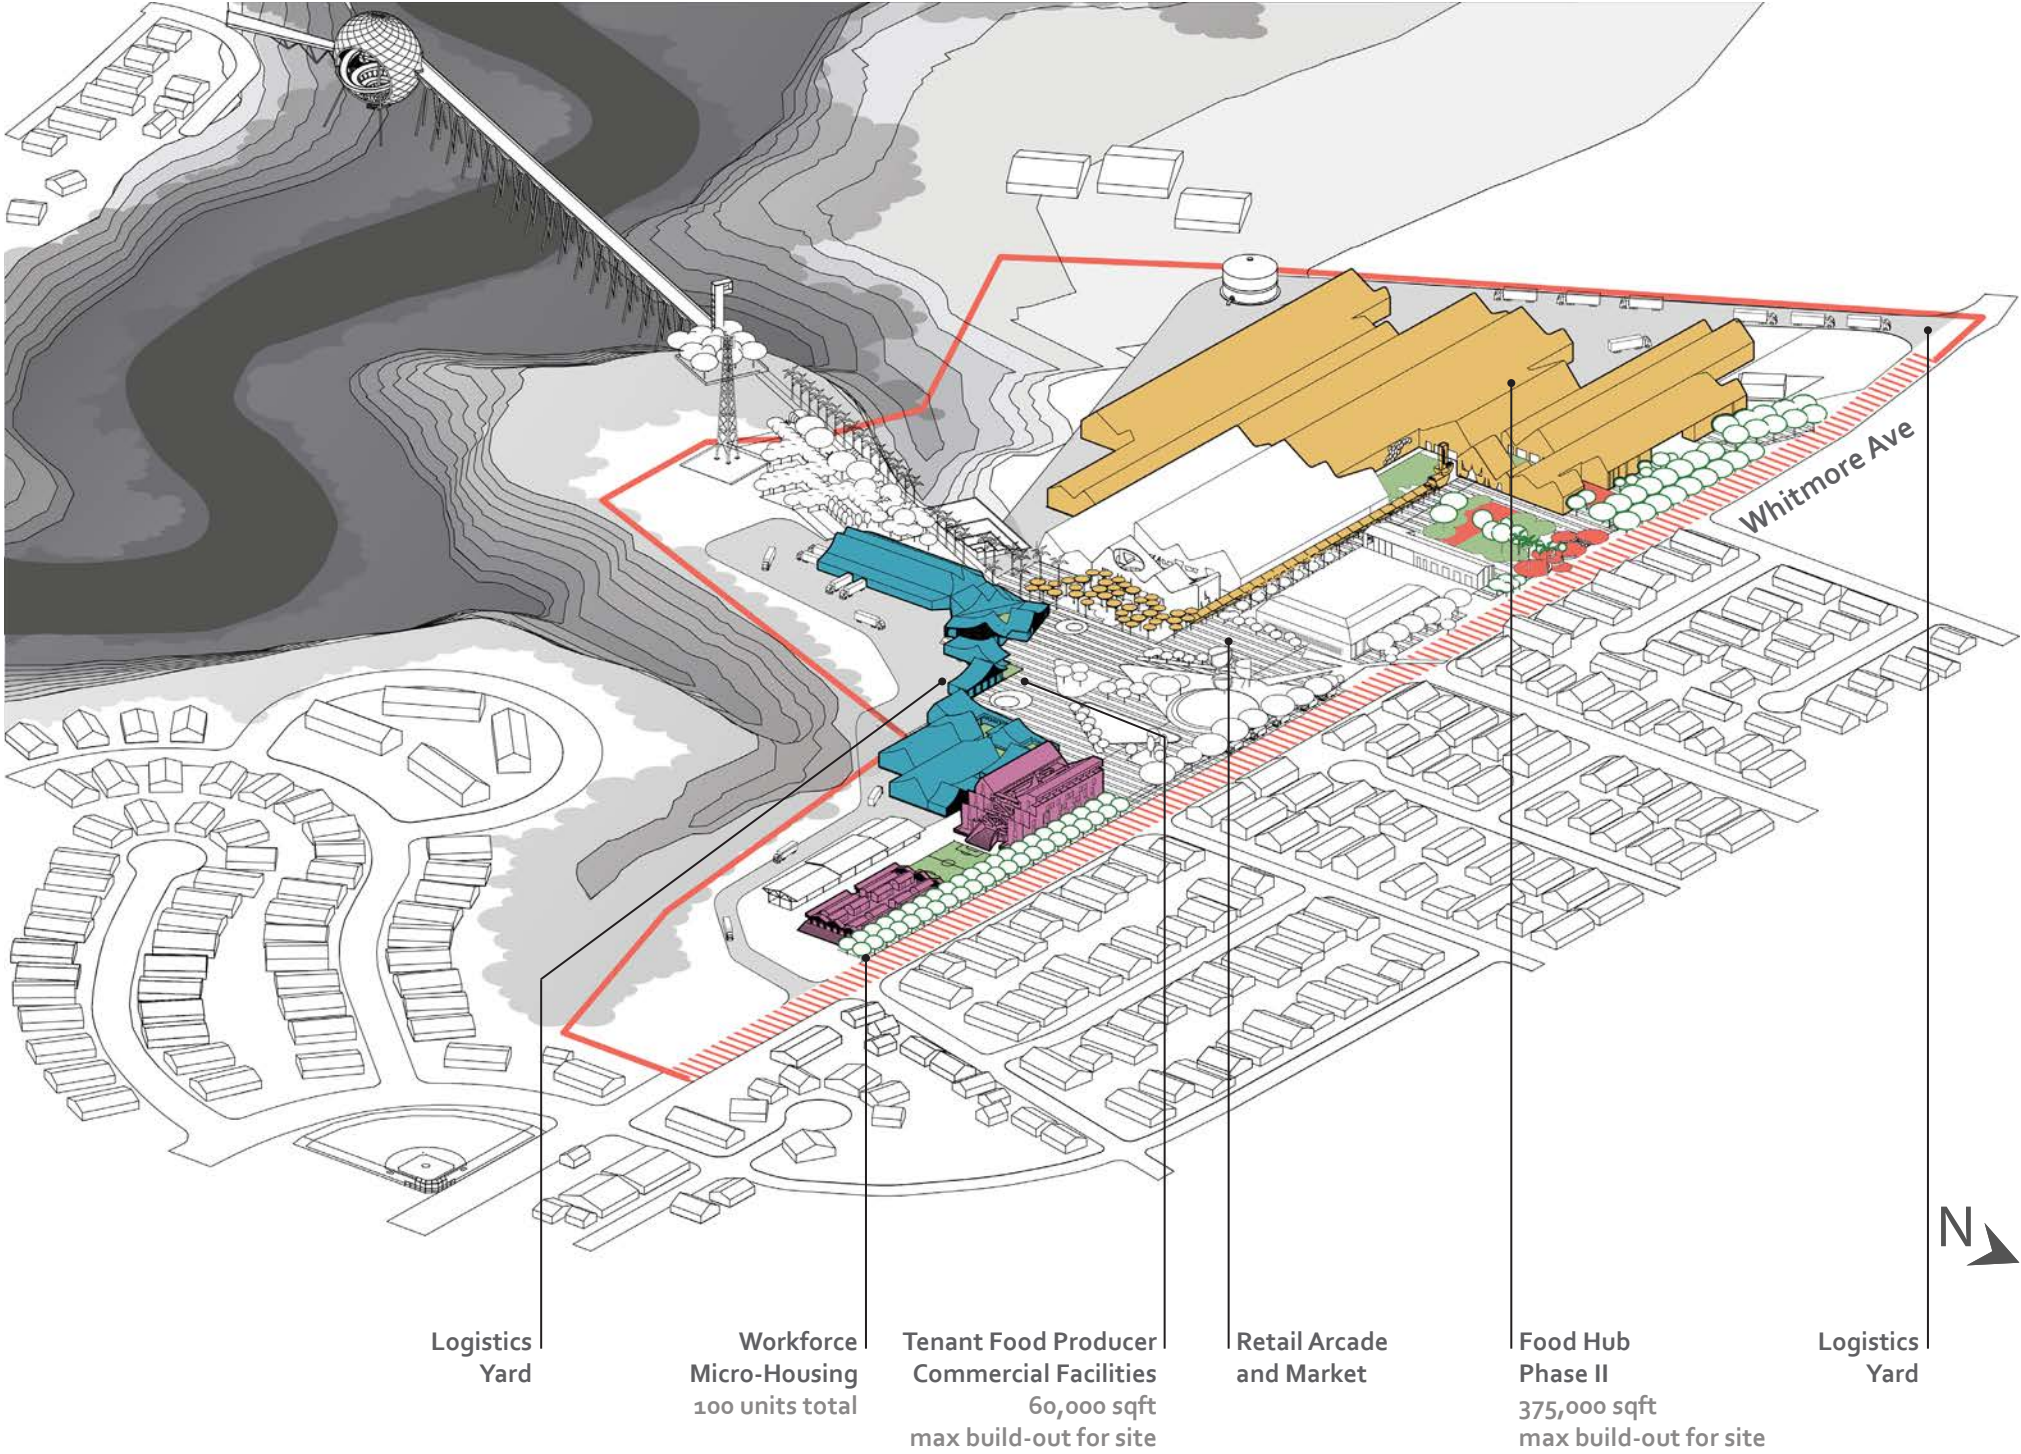 Whitmore Ave
N
Logistics
Yard
Workforce
Micro-Housing
100 units total
Tenant Food Producer
Commercial Facilities
60,000 sqft
max build-out for site
Retail Arcade
and Market
Food Hub
Phase II
375,000 sqft
max build-out for site
Logistics
Yard